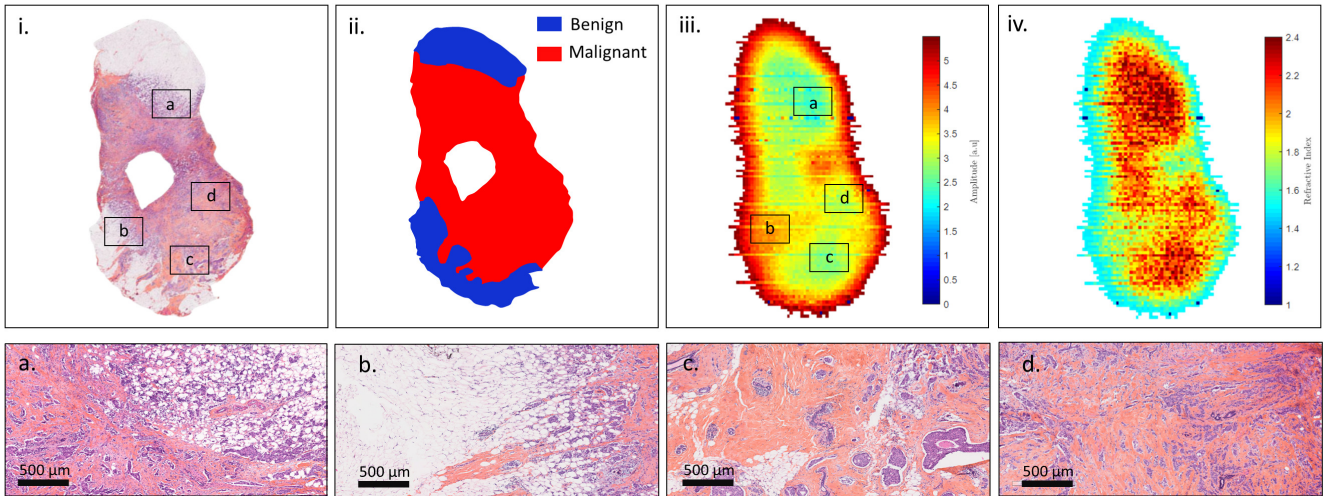 i.
a
d
b
c
ii.
Benign
Malignant
iii.
a
d
b
c
5
4.5
4
3.5
3
2.5
2
1.5
1
0.5
0
Amplitude [a.u]
iv.
2.4
2.2
2
1.8
1.6
1.4
1.2
1
Refractive Index
a.
500 µm
b.
500 µm
c.
500 µm
d.
500 µm